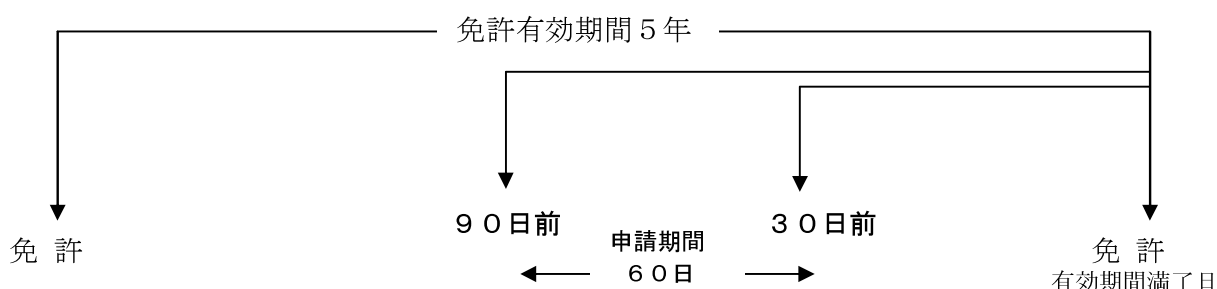 免許有効期間５年
９０日前
３０日前
申請期間
６０日
免 許
免 許
有効期間満了日